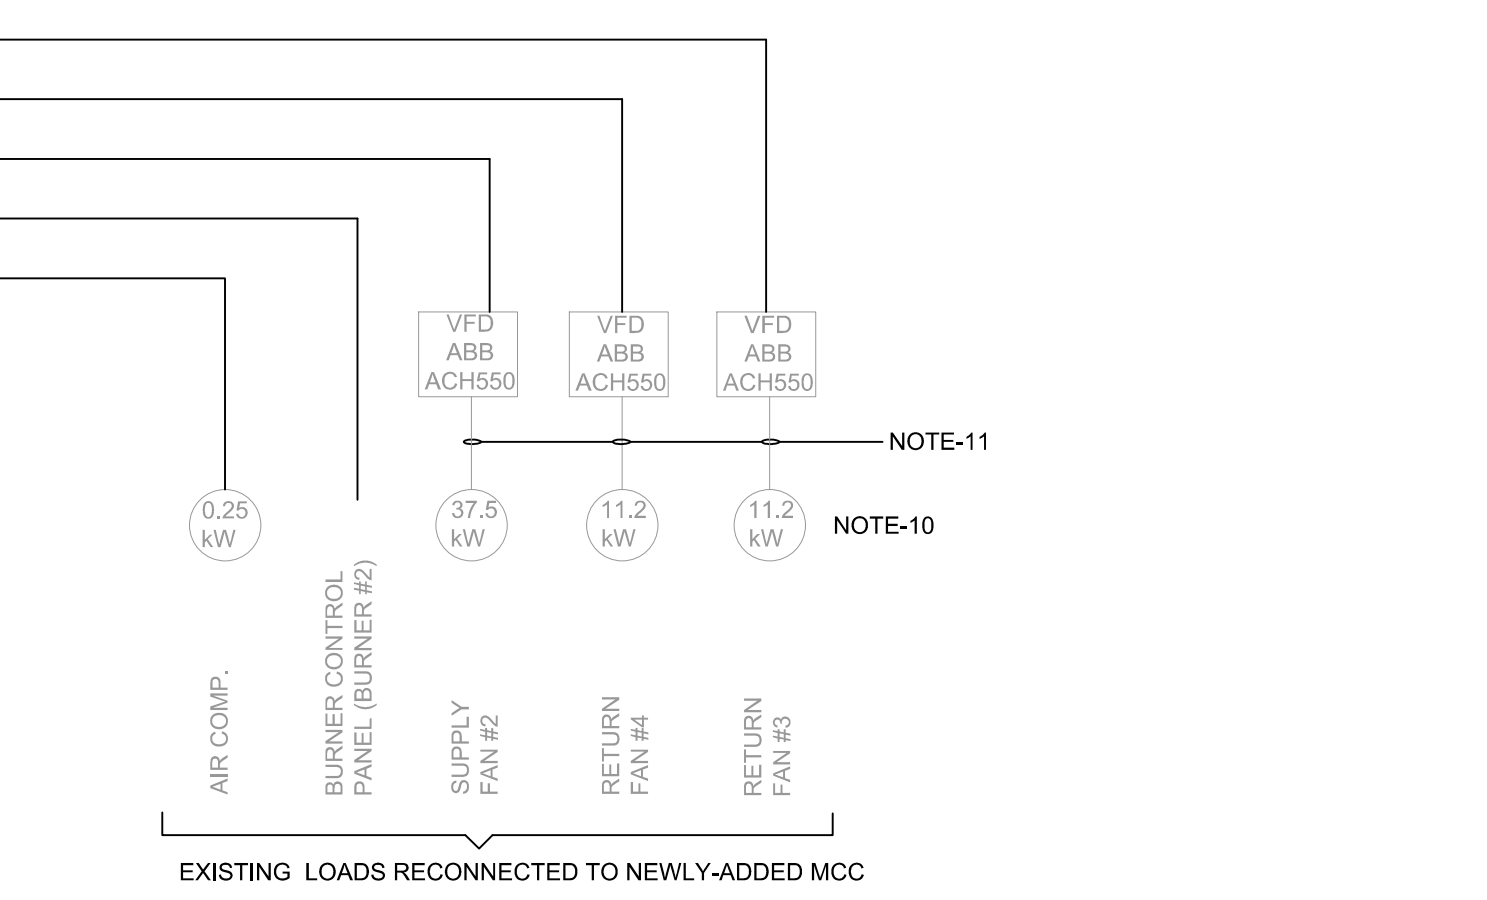 VFD
ABB
ACH550
VFD
ABB
ACH550
VFD
ABB
ACH550
NOTE-11
0.25
kW
37.5
kW
11.2
kW
11.2
kW
NOTE-10
AIR COMP.
BURNER CONTROL
PANEL (BURNER #2)
SUPPLY
FAN #2
RETURN
FAN #4
RETURN
FAN #3
EXISTING LOADS RECONNECTED TO NEWLY-ADDED MCC